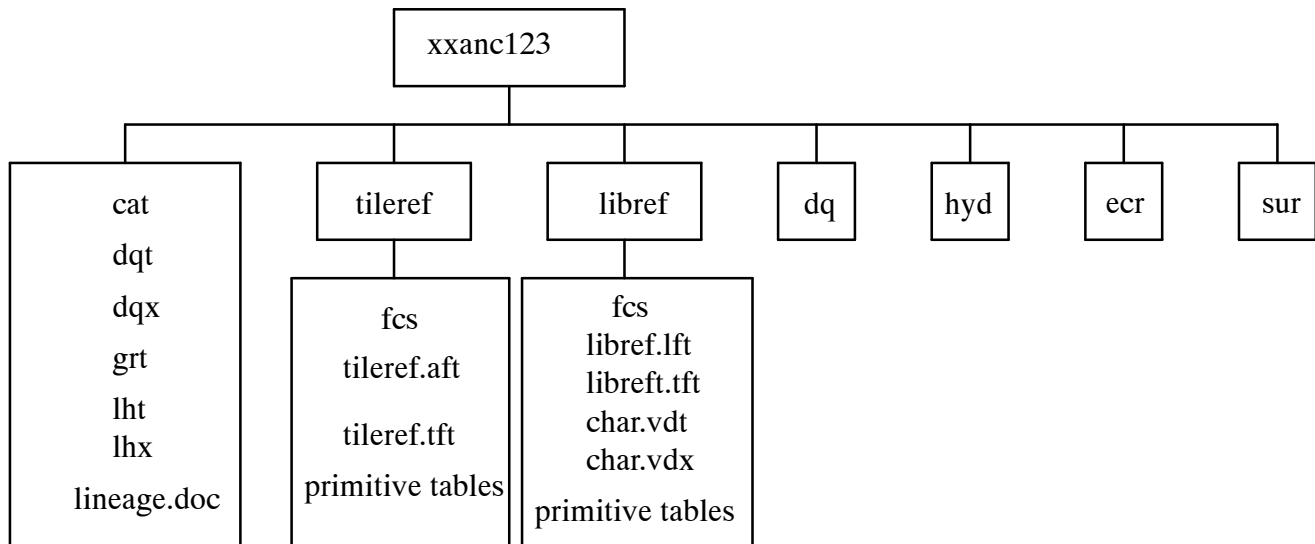 xxanc123
cat
dqt
dqx
grt
lht
lhx
lineage.doc
tileref
fcs
tileref.aft
tileref.tft
primitive tables
libref
fcs
libref.lft
libreft.tft
char.vdt
char.vdx
primitive tables
dq
hyd
ecr
sur